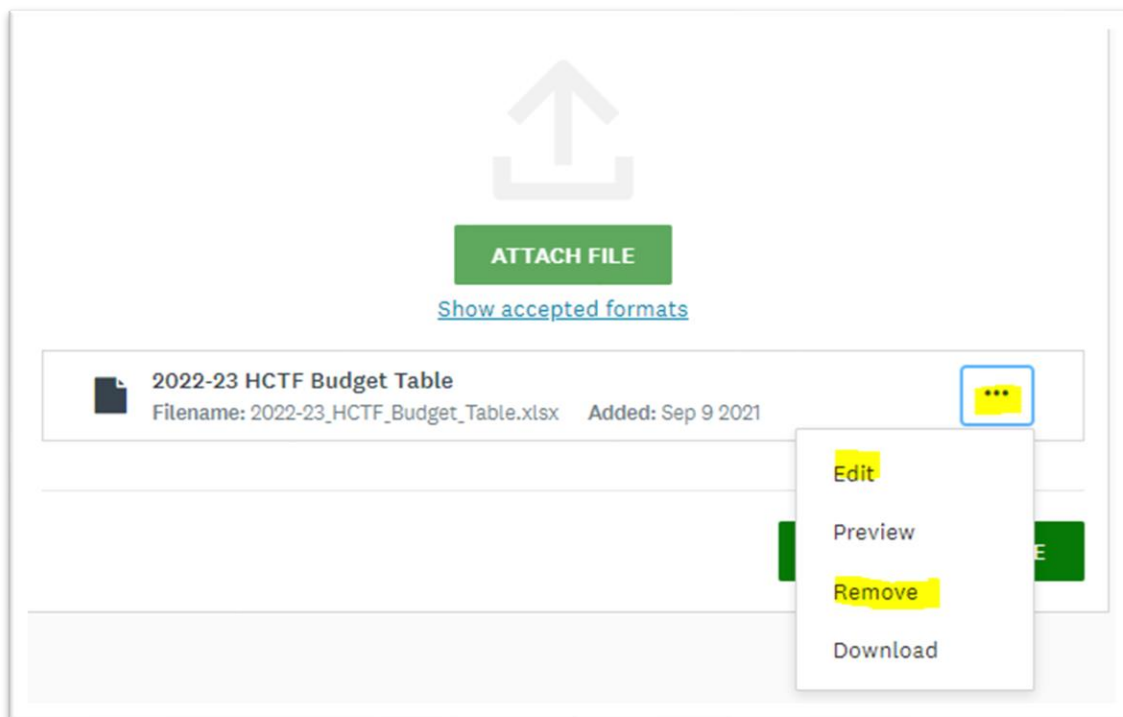 ATTACH FILE
Show accepted formats
2022-23 HCTF Budget Table
Filename: 2022-23_HCTF_Budget_Table.xlsx Added: Sep 9 2021
•••
Edit
Preview
E
Remove
Download